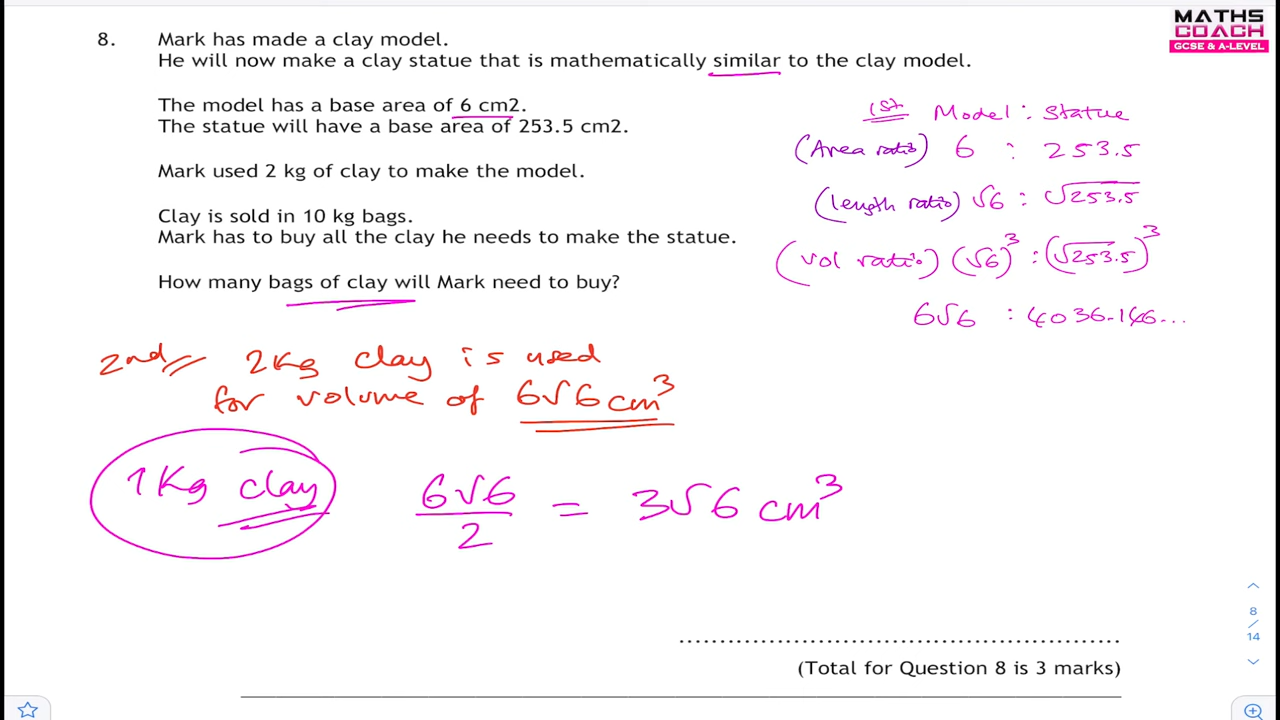 MATHS
COACH
GCSE & A-LEVEL
8. Mark has made a clay model.
He will now make a clay statue that is mathematically similar to the clay model.
The model has a base area of 6 cm2.
The statue will have a base area of 253.5 cm2.
Mark used 2 kg of clay to make the model.
Clay is sold in 10 kg bags.
Mark has to buy all the clay he needs to make the statue.
How many bags of clay will Mark need to buy?
1st Model : Statue
(Area ratio) 6 : 253.5
(length ratio) √6 : √253.5
(vol ratio) (√6)³ : (√253.5)³
6√6 : 4036.146...
2nd 2Kg clay is used
for volume of 6√6 cm³
1Kg clay 6√6/2 = 3√6 cm³
........................................................
(Total for Question 8 is 3 marks)
8
/
14